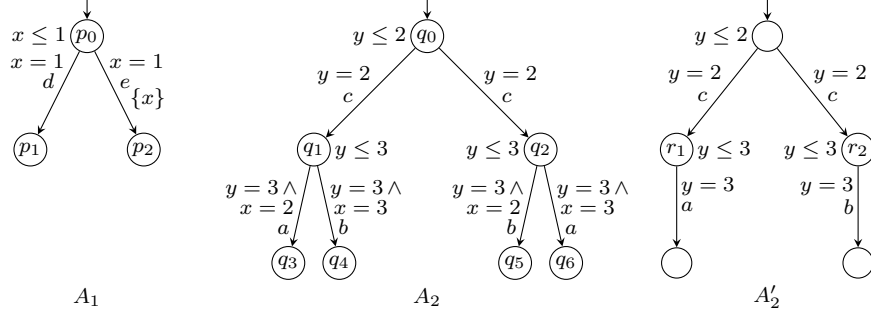 x ≤ 1 p₀
x = 1 x = 1
d e
{x}
p₁ p₂
A₁
y ≤ 2 q₀
y = 2 y = 2
c c
q₁ y ≤ 3 y ≤ 3 q₂
y = 3 ∧ y = 3 ∧ y = 3 ∧ y = 3 ∧
x = 2 x = 3 x = 2 x = 3
a b b a
q₃ q₄ q₅ q₆
A₂
y ≤ 2
y = 2 y = 2
c c
r₁ y ≤ 3 y ≤ 3 r₂
y = 3 y = 3
a b
A′₂